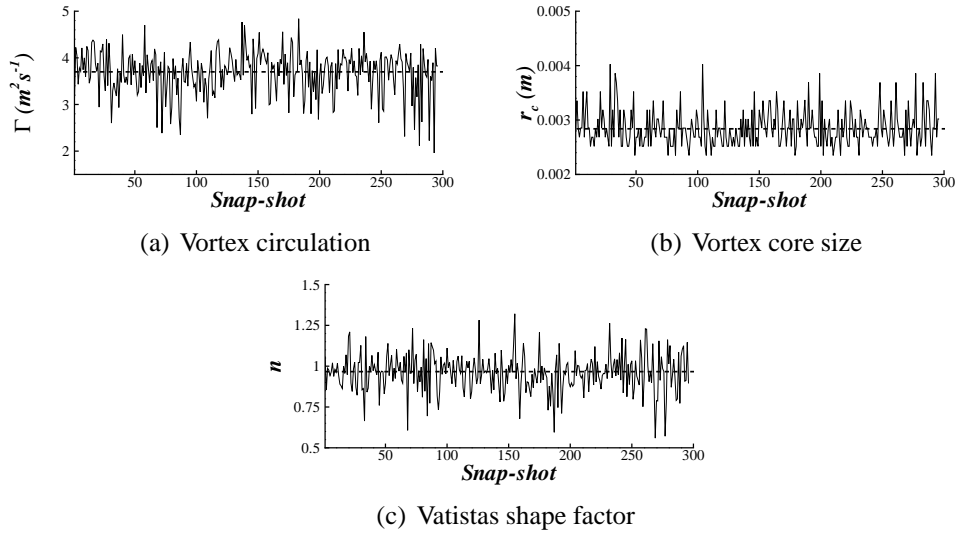 5
4
3
2
Γ (m²s⁻¹)
50 100 150 200 250 300
Snap-shot
(a) Vortex circulation
0.005
0.004
0.003
0.002
r_c (m)
50 100 150 200 250 300
Snap-shot
(b) Vortex core size
1.5
1.25
1
0.75
0.5
n
50 100 150 200 250 300
Snap-shot
(c) Vatistas shape factor